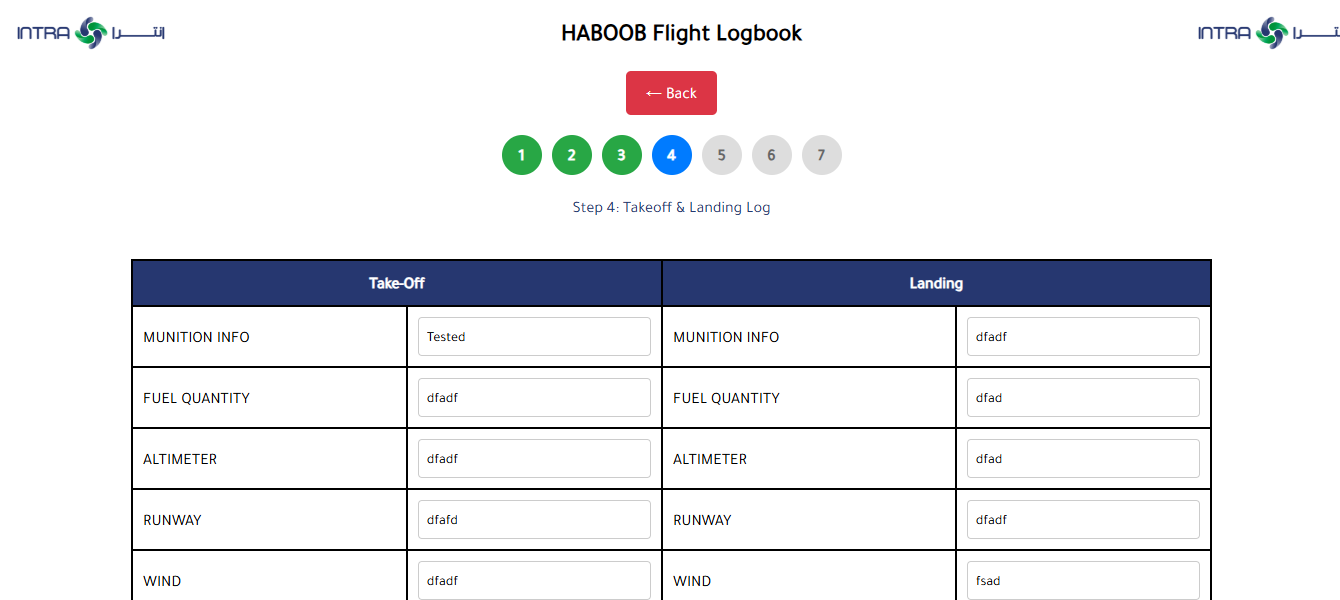 INTRA إنترا
HABOOB Flight Logbook
INTRA
← Back
1 2 3 4 5 6 7
Step 4: Takeoff & Landing Log
Take-Off Landing
MUNITION INFO Tested MUNITION INFO dfadf
FUEL QUANTITY dfadf FUEL QUANTITY dfad
ALTIMETER dfadf ALTIMETER dfad
RUNWAY dfafd RUNWAY dfadf
WIND dfadf WIND fsad